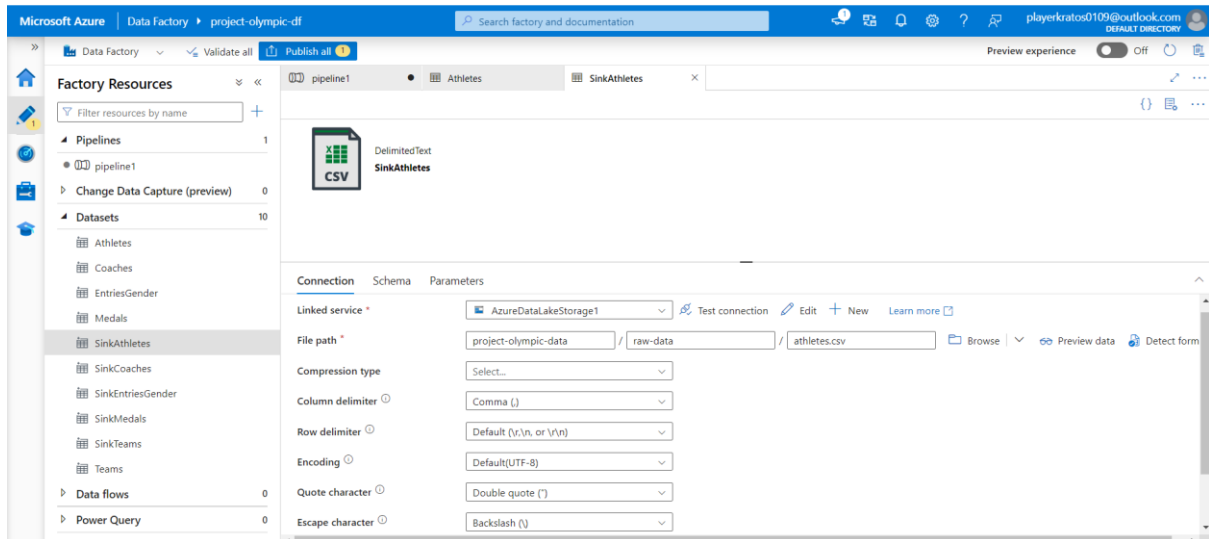 Microsoft Azure | Data Factory ▸ project-olympic-df
Search factory and documentation
1
playerkratos0109@outlook.com
DEFAULT DIRECTORY
Data Factory
Validate all
Publish all 1
Preview experience
Off
Factory Resources
Filter resources by name
1
Pipelines 1
pipeline1
Change Data Capture (preview) 0
Datasets 10
Athletes
Coaches
EntriesGender
Medals
SinkAthletes
SinkCoaches
SinkEntriesGender
SinkMedals
SinkTeams
Teams
Data flows 0
Power Query 0
pipeline1
Athletes
SinkAthletes
CSV
DelimitedText
SinkAthletes
Connection Schema Parameters
Linked service * AzureDataLakeStorage1 Test connection Edit New Learn more
File path * project-olympic-data / raw-data / athletes.csv Browse Preview data Detect form
Compression type Select...
Column delimiter Comma (,)
Row delimiter Default (\r,\n, or \r\n)
Encoding Default(UTF-8)
Quote character Double quote (")
Escape character Backslash (\)